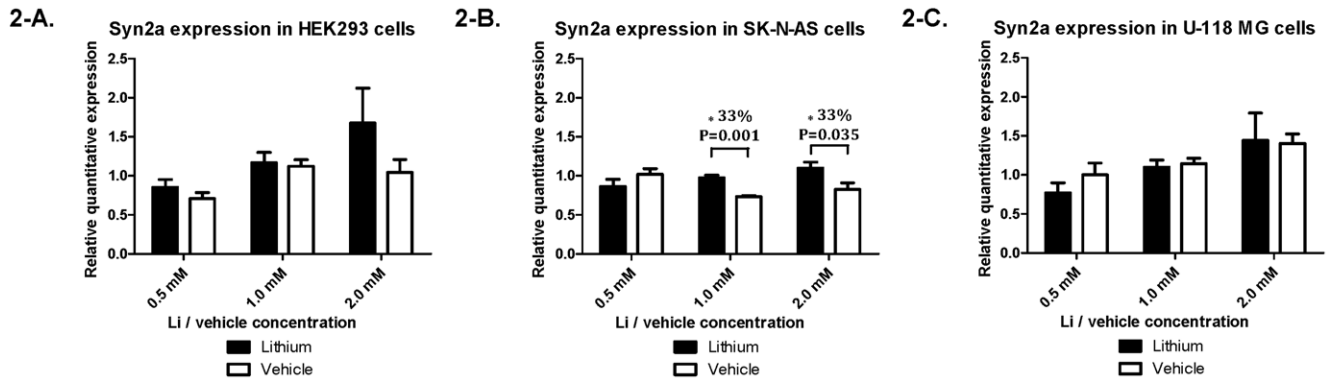 2-A.
Syn2a expression in HEK293 cells
Relative quantitative expression
2.5
2.0
1.5
1.0
0.5
0.0
0.5 mM
1.0 mM
2.0 mM
Li / vehicle concentration
Lithium
Vehicle
2-B.
Syn2a expression in SK-N-AS cells
Relative quantitative expression
2.5
2.0
1.5
1.0
0.5
0.0
* 33%
P=0.001
* 33%
P=0.035
0.5 mM
1.0 mM
2.0 mM
Li / vehicle concentration
Lithium
Vehicle
2-C.
Syn2a expression in U-118 MG cells
Relative quantitative expression
2.5
2.0
1.5
1.0
0.5
0.0
0.5 mM
1.0 mM
2.0 mM
Li / vehicle concentration
Lithium
Vehicle